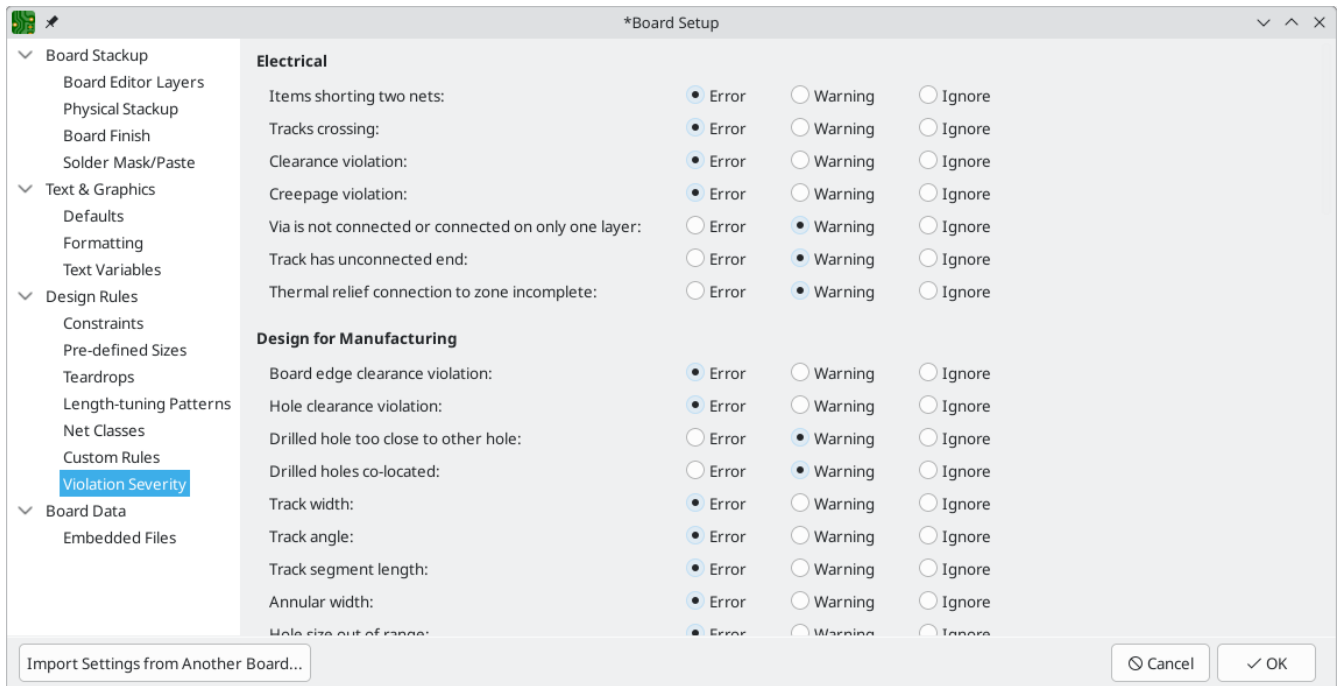 *Board Setup
Board Stackup
Board Editor Layers
Physical Stackup
Board Finish
Solder Mask/Paste
Text & Graphics
Defaults
Formatting
Text Variables
Design Rules
Constraints
Pre-defined Sizes
Teardrops
Length-tuning Patterns
Net Classes
Custom Rules
Violation Severity
Board Data
Embedded Files
Electrical
Items shorting two nets: Error Warning Ignore
Tracks crossing: Error Warning Ignore
Clearance violation: Error Warning Ignore
Creepage violation: Error Warning Ignore
Via is not connected or connected on only one layer: Error Warning Ignore
Track has unconnected end: Error Warning Ignore
Thermal relief connection to zone incomplete: Error Warning Ignore
Design for Manufacturing
Board edge clearance violation: Error Warning Ignore
Hole clearance violation: Error Warning Ignore
Drilled hole too close to other hole: Error Warning Ignore
Drilled holes co-located: Error Warning Ignore
Track width: Error Warning Ignore
Track angle: Error Warning Ignore
Track segment length: Error Warning Ignore
Annular width: Error Warning Ignore
Hole size out of range: Error Warning Ignore
Import Settings from Another Board... Cancel OK